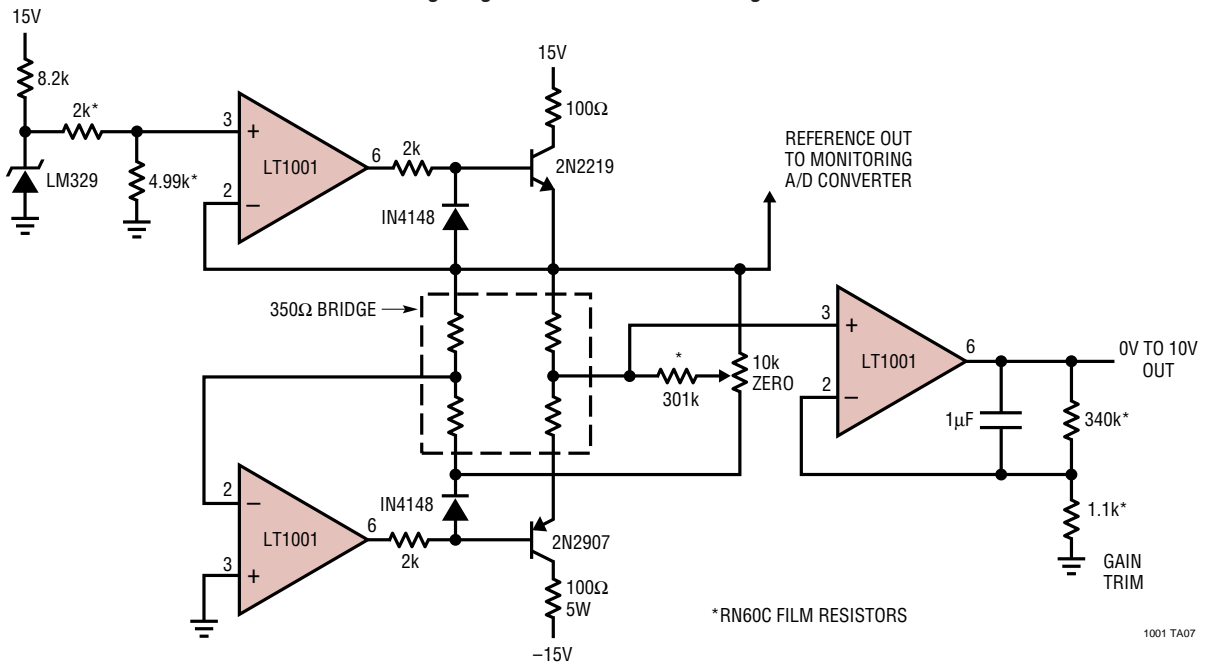 15V
8.2k
2k*
LM329
4.99k*
3
+
2
–
LT1001
6
2k
IN4148
15V
100Ω
2N2219
REFERENCE OUT
TO MONITORING
A/D CONVERTER
350Ω BRIDGE
*
301k
10k
ZERO
3
+
2
–
LT1001
6
0V TO 10V
OUT
1µF
340k*
1.1k*
GAIN
TRIM
2
–
3
+
LT1001
6
2k
IN4148
2N2907
100Ω
5W
–15V
*RN60C FILM RESISTORS
1001 TA07